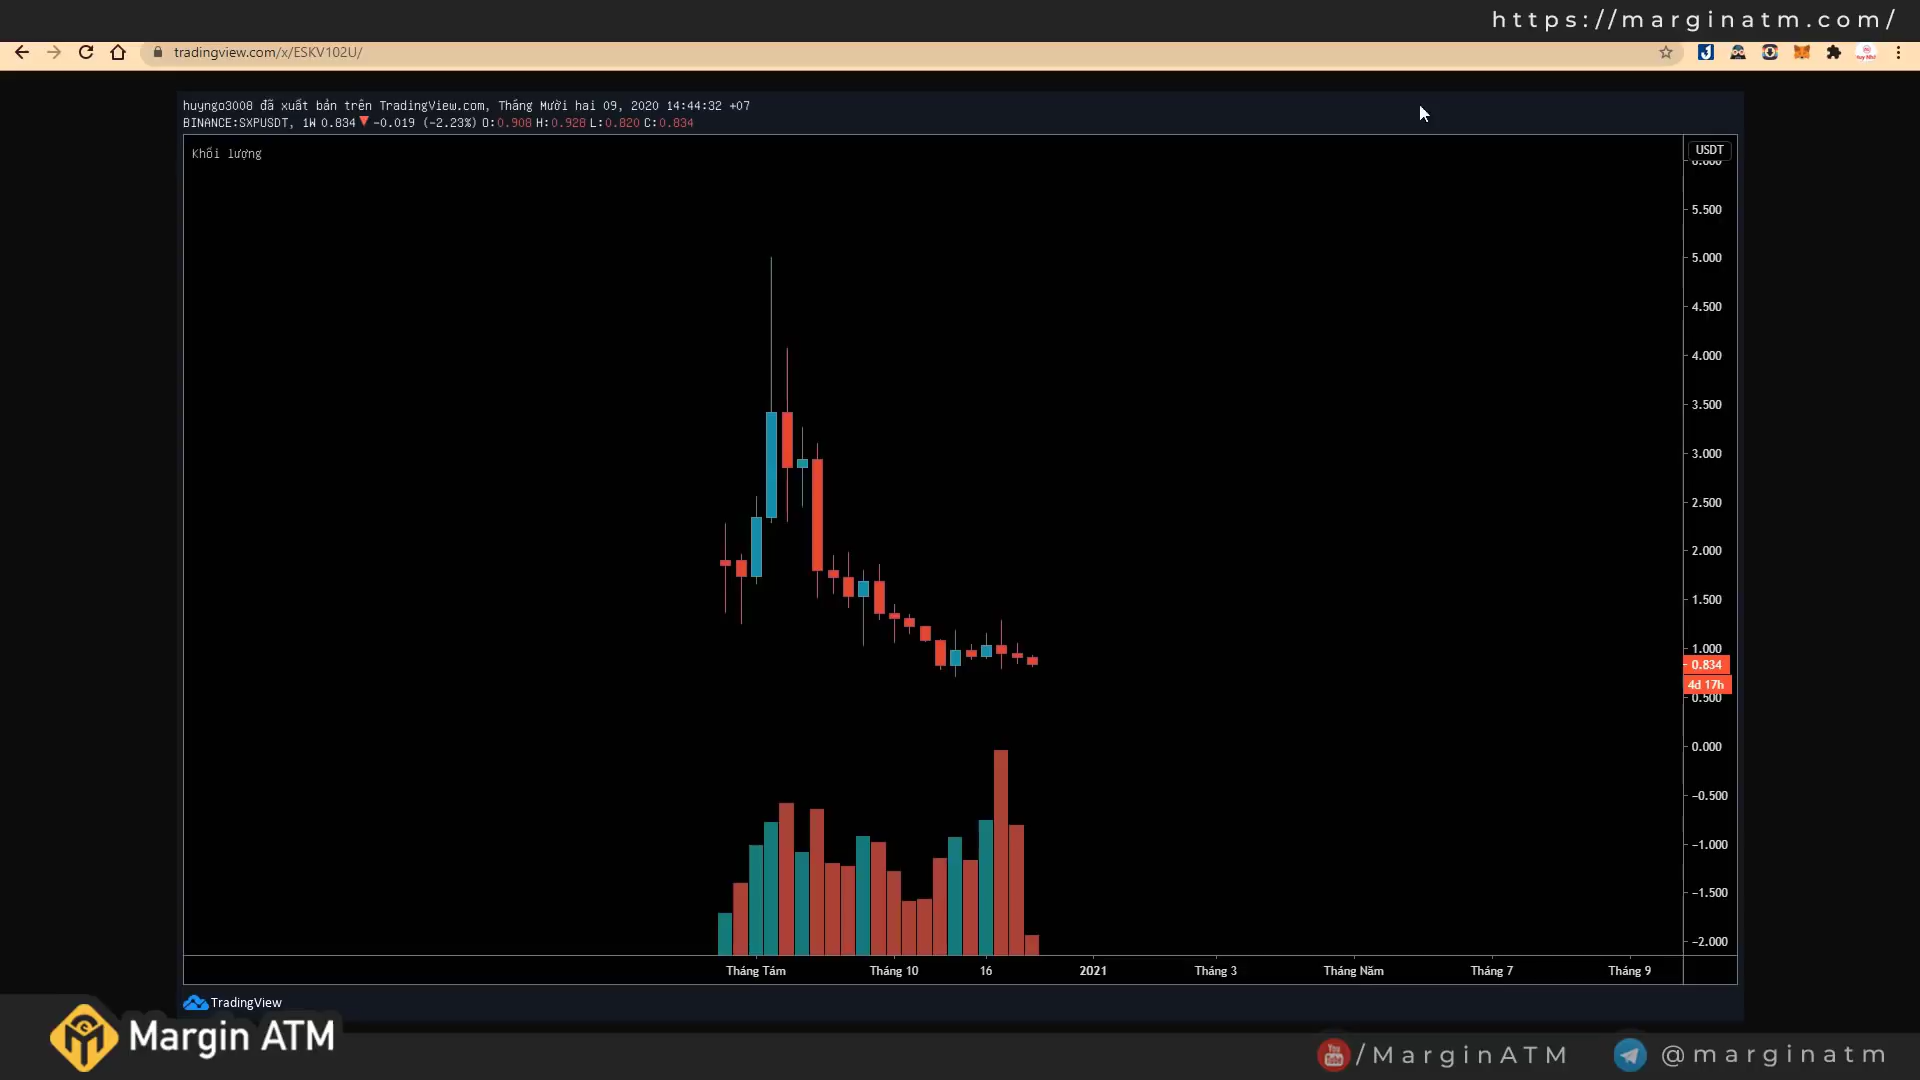 https://marginatm.com/
tradingview.com/x/ESKV102U/
huyngo3008 đã xuất bản trên TradingView.com, Tháng Mười hai 09, 2020 14:44:32 +07
BINANCE:SXPUSDT, 1W 0.834 ▼ −0.019 (−2.23%) O:0.908 H:0.928 L:0.820 C:0.834
Khối lượng
USDT
6.000
5.500
5.000
4.500
4.000
3.500
3.000
2.500
2.000
1.500
1.000
0.834
4d 17h
0.500
0.000
−0.500
−1.000
−1.500
−2.000
Tháng Tám Tháng 10 16 2021 Tháng 3 Tháng Năm Tháng 7 Tháng 9
TradingView
Margin ATM
You Tube /MarginATM @marginatm